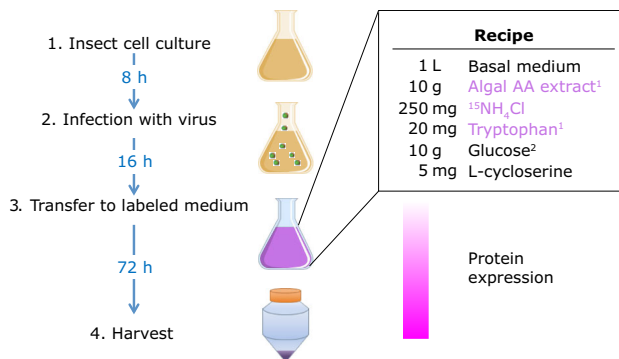 1. Insect cell culture
8 h
2. Infection with virus
16 h
3. Transfer to labeled medium
72 h
4. Harvest
Recipe
1 L Basal medium
10 g Algal AA extract¹
250 mg ¹⁵NH₄Cl
20 mg Tryptophan¹
10 g Glucose²
5 mg L-cycloserine
Protein
expression